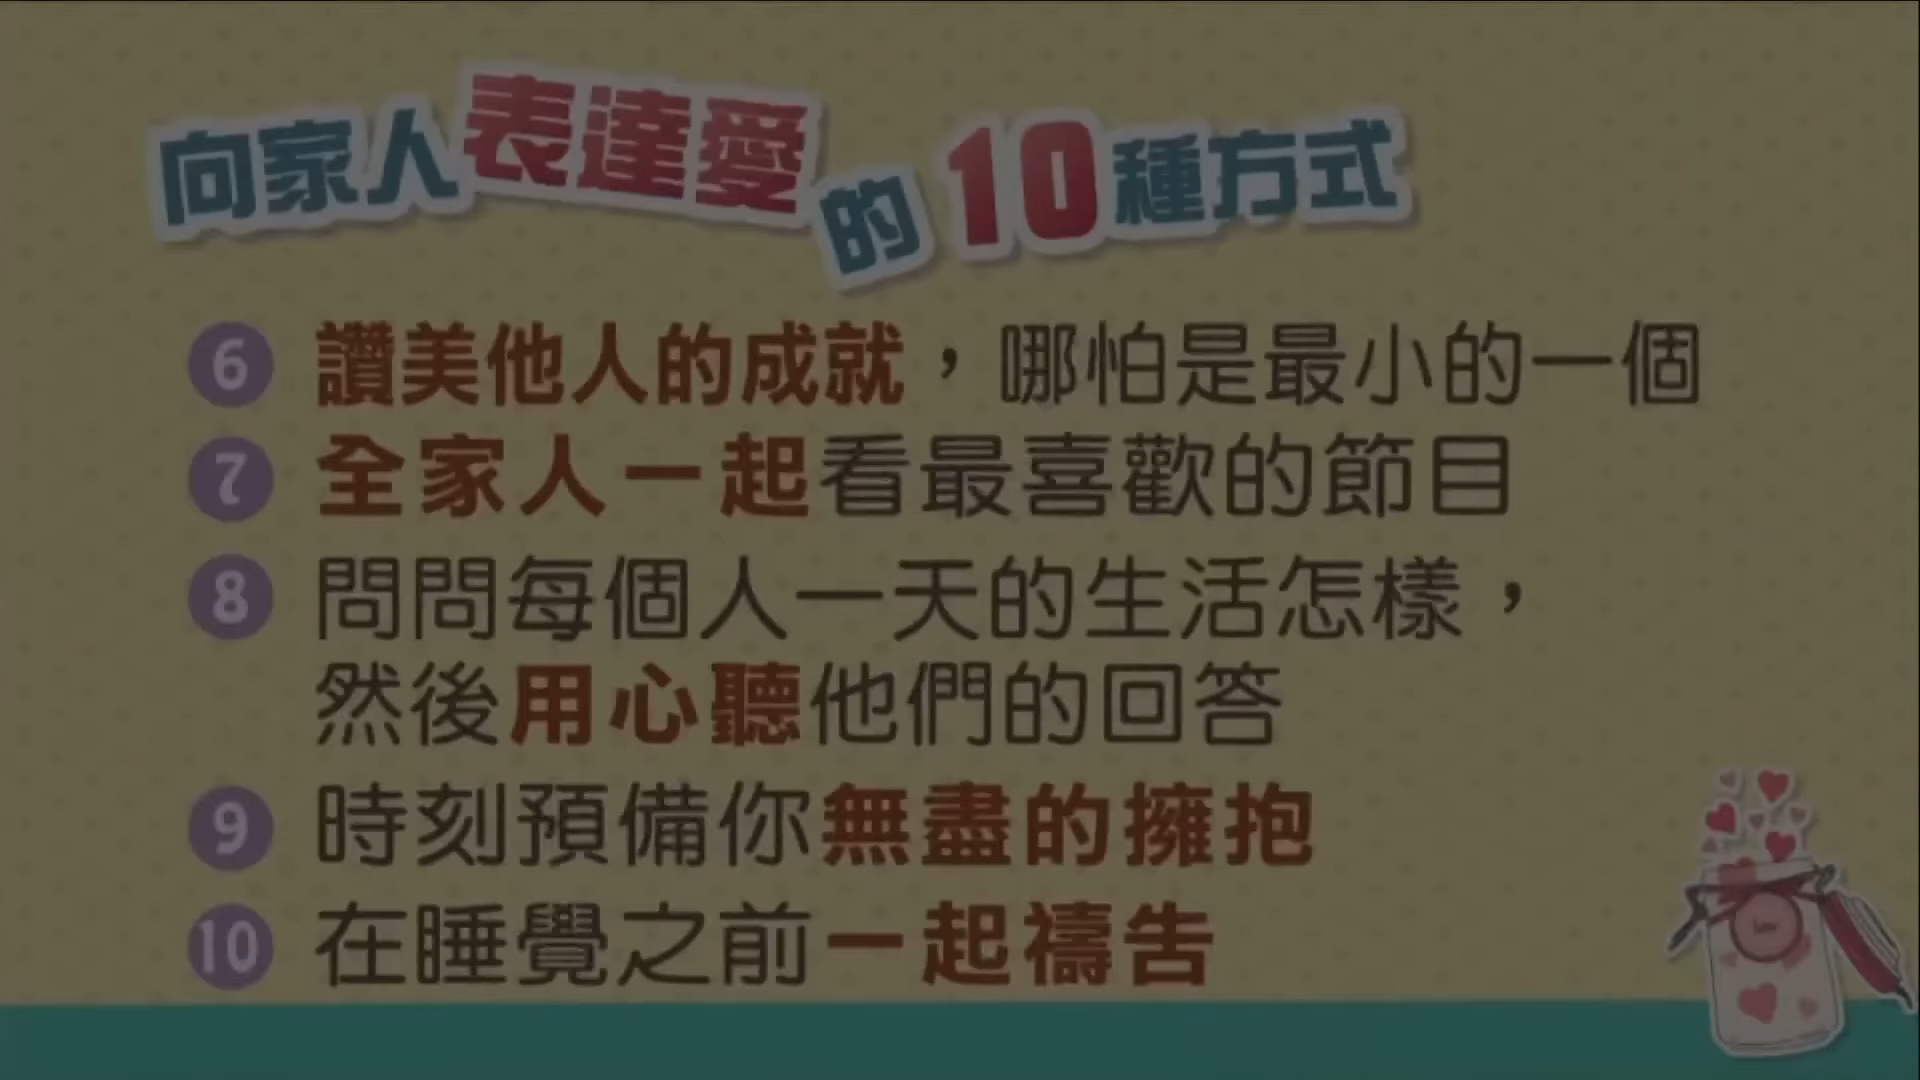 向家人表達愛的10種方式
6 讚美他人的成就，哪怕是最小的一個
7 全家人一起看最喜歡的節目
8 問問每個人一天的生活怎樣，
然後用心聽他們的回答
9 時刻預備你無盡的擁抱
10 在睡覺之前一起禱告